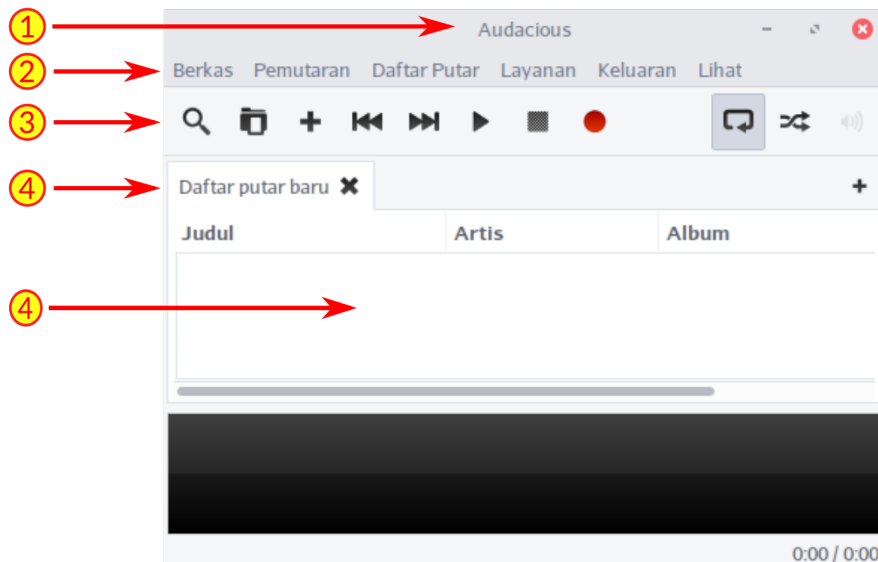 1 Audacious
2 Berkas Pemutaran Daftar Putar Layanan Keluaran Lihat
3
4 Daftar putar baru
Judul Artis Album
4
0:00 / 0:00